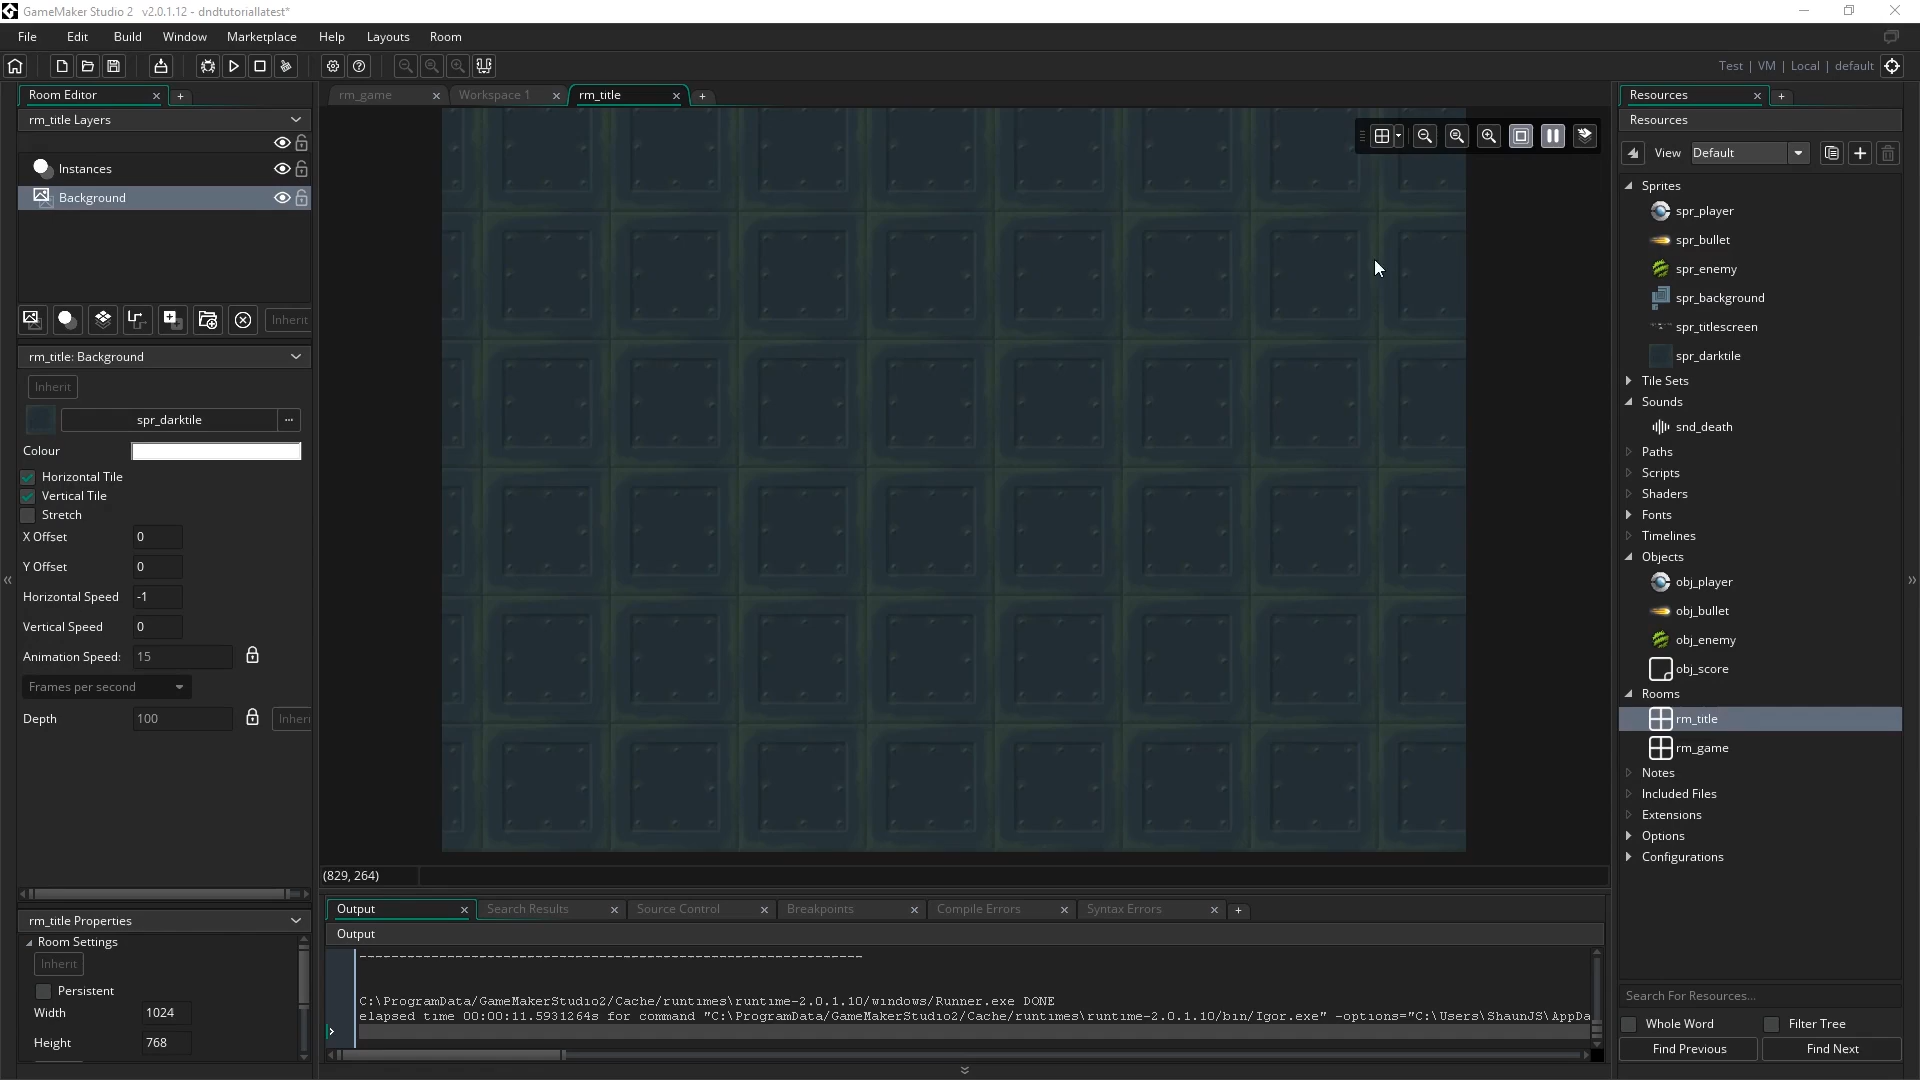 GameMaker Studio 2 v2.0.1.12 - dndtutoriallatest*
File Edit Build Window Marketplace Help Layouts Room
Test | VM | Local | default
Room Editor
rm_title Layers
Instances
Background
Inherit
rm_title: Background
Inherit
spr_darktile ...
Colour
Horizontal Tile
Vertical Tile
Stretch
X Offset 0
Y Offset 0
Horizontal Speed -1
Vertical Speed 0
Animation Speed: 15
Frames per second
Depth 100 Inheri
rm_title Properties
Room Settings
Inherit
Persistent
Width 1024
Height 768
rm_game Workspace 1 rm_title
(829, 264)
Output Search Results Source Control Breakpoints Compile Errors Syntax Errors
Output
----------------------------------------------------------------
C:\ProgramData/GameMakerStudio2/Cache/runtimes\runtime-2.0.1.10/windows/Runner.exe DONE
elapsed time 00:00:11.5931264s for command "C:\ProgramData/GameMakerStudio2/Cache/runtimes\runtime-2.0.1.10/bin/Igor.exe" -options="C:\Users\ShaunJS\AppDa
Resources
Resources
View Default
Sprites
spr_player
spr_bullet
spr_enemy
spr_background
spr_titlescreen
spr_darktile
Tile Sets
Sounds
snd_death
Paths
Scripts
Shaders
Fonts
Timelines
Objects
obj_player
obj_bullet
obj_enemy
obj_score
Rooms
rm_title
rm_game
Notes
Included Files
Extensions
Options
Configurations
Search For Resources...
Whole Word Filter Tree
Find Previous Find Next